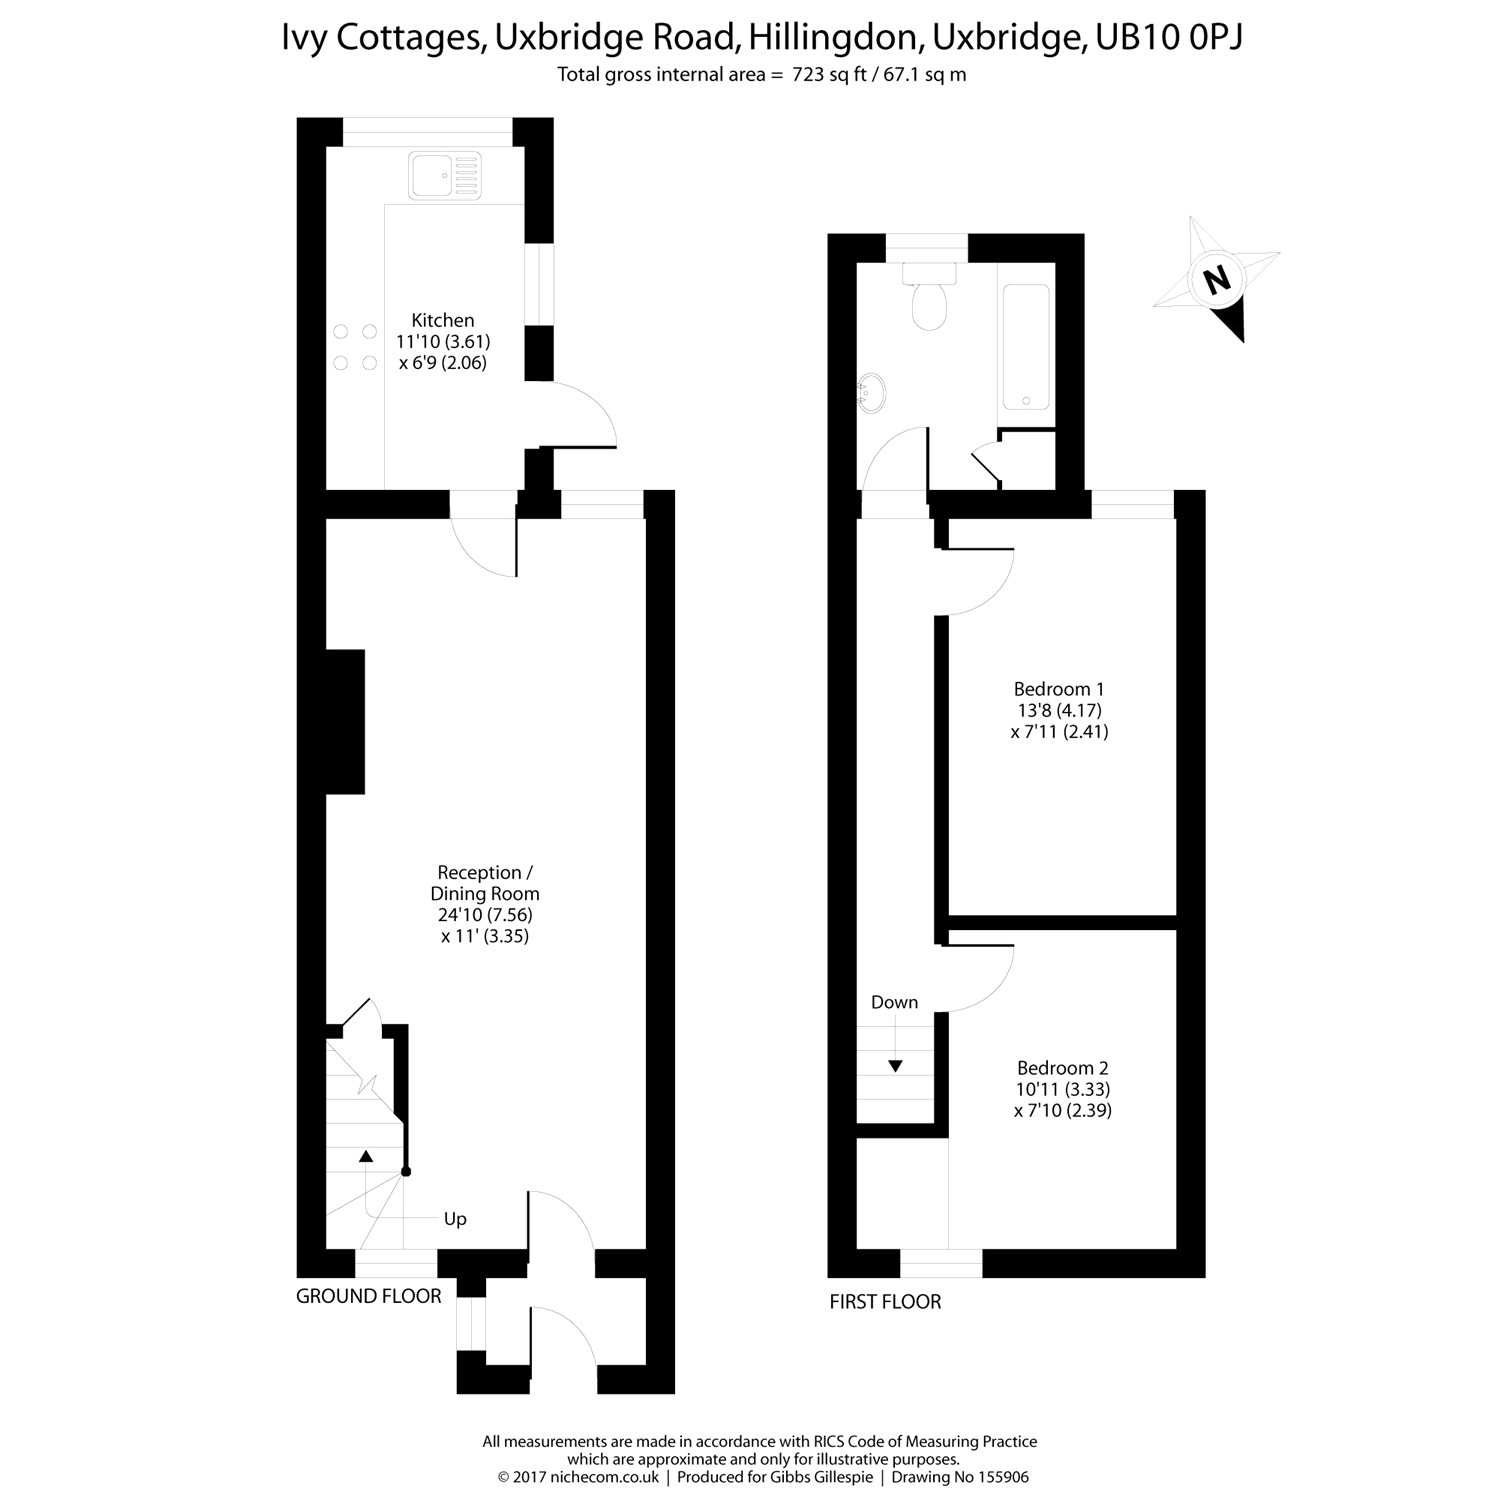 Ivy Cottages, Uxbridge Road, Hillingdon, Uxbridge, UB10 0PJ
Total gross internal area = 723 sq ft / 67.1 sq m
Kitchen
11'10 (3.61)
x 6'9 (2.06)
N
Reception /
Dining Room
24'10 (7.56)
x 11' (3.35)
Up
GROUND FLOOR
Bedroom 1
13'8 (4.17)
x 7'11 (2.41)
Down
Bedroom 2
10'11 (3.33)
x 7'10 (2.39)
FIRST FLOOR
All measurements are made in accordance with RICS Code of Measuring Practice
which are approximate and only for illustrative purposes.
© 2017 nichecom.co.uk | Produced for Gibbs Gillespie | Drawing No 155906